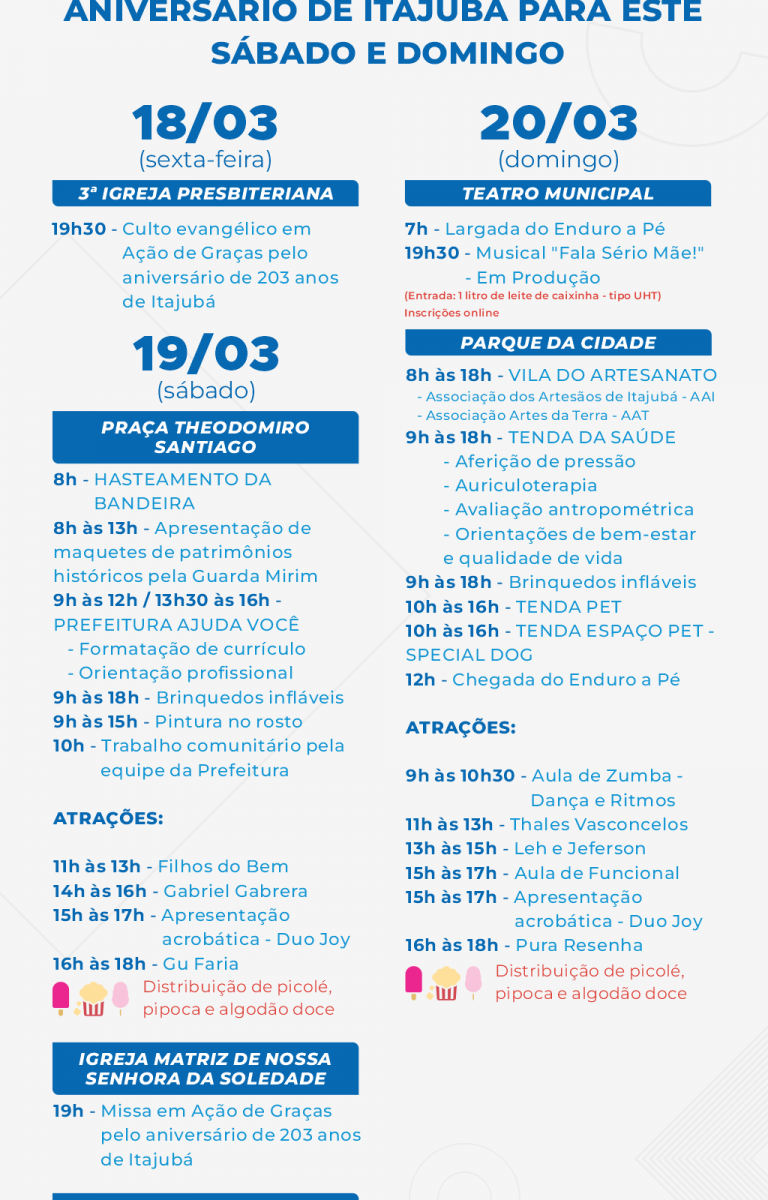 ANIVERSÁRIO DE ITAJUBÁ PARA ESTE
SÁBADO E DOMINGO
18/03
(sexta-feira)
3ª IGREJA PRESBITERIANA
19h30 - Culto evangélico em
Ação de Graças pelo
aniversário de 203 anos
de Itajubá
19/03
(sábado)
PRAÇA THEODOMIRO
SANTIAGO
8h - HASTEAMENTO DA
BANDEIRA
8h às 13h - Apresentação de
maquetes de patrimônios
históricos pela Guarda Mirim
9h às 12h / 13h30 às 16h -
PREFEITURA AJUDA VOCÊ
- Formatação de currículo
- Orientação profissional
9h às 18h - Brinquedos infláveis
9h às 15h - Pintura no rosto
10h - Trabalho comunitário pela
equipe da Prefeitura
ATRAÇÕES:
11h às 13h - Filhos do Bem
14h às 16h - Gabriel Gabrera
15h às 17h - Apresentação
acrobática - Duo Joy
16h às 18h - Gu Faria
Distribuição de picolé,
pipoca e algodão doce
IGREJA MATRIZ DE NOSSA
SENHORA DA SOLEDADE
19h - Missa em Ação de Graças
pelo aniversário de 203 anos
de Itajubá
20/03
(domingo)
TEATRO MUNICIPAL
7h - Largada do Enduro a Pé
19h30 - Musical "Fala Sério Mãe!"
- Em Produção
(Entrada: 1 litro de leite de caixinha - tipo UHT)
Inscrições online
PARQUE DA CIDADE
8h às 18h - VILA DO ARTESANATO
- Associação dos Artesãos de Itajubá - AAI
- Associação Artes da Terra - AAT
9h às 18h - TENDA DA SAÚDE
- Aferição de pressão
- Auriculoterapia
- Avaliação antropométrica
- Orientações de bem-estar
e qualidade de vida
9h às 18h - Brinquedos infláveis
10h às 16h - TENDA PET
10h às 16h - TENDA ESPAÇO PET -
SPECIAL DOG
12h - Chegada do Enduro a Pé
ATRAÇÕES:
9h às 10h30 - Aula de Zumba -
Dança e Ritmos
11h às 13h - Thales Vasconcelos
13h às 15h - Leh e Jeferson
15h às 17h - Aula de Funcional
15h às 17h - Apresentação
acrobática - Duo Joy
16h às 18h - Pura Resenha
Distribuição de picolé,
pipoca e algodão doce